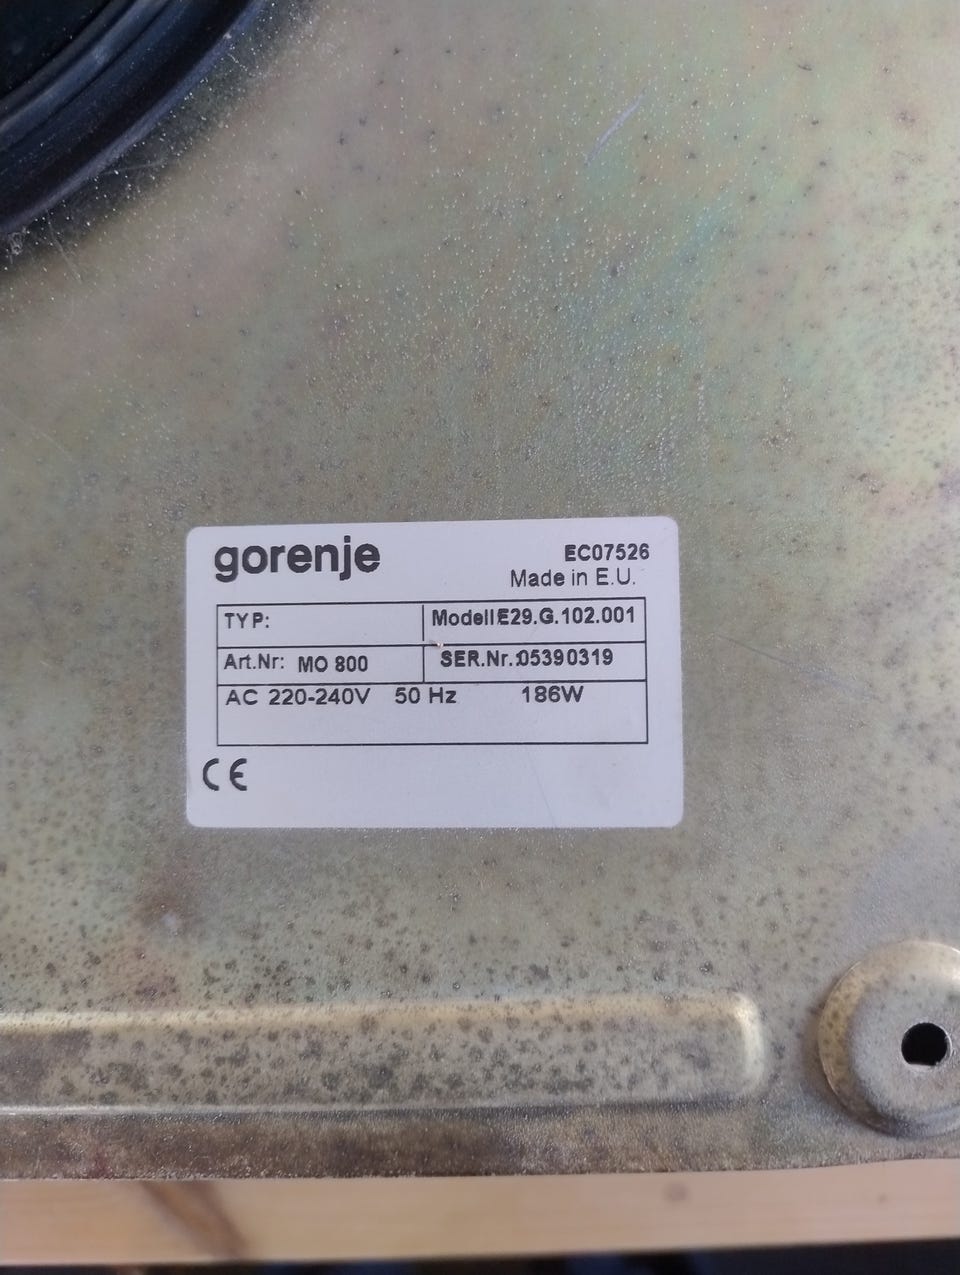 gorenje
EC07526
Made in E.U.
TYP:
Modell E29.G.102.001
Art.Nr: MO 800
SER.Nr.:05390319
AC 220-240V 50 Hz 186W
CE